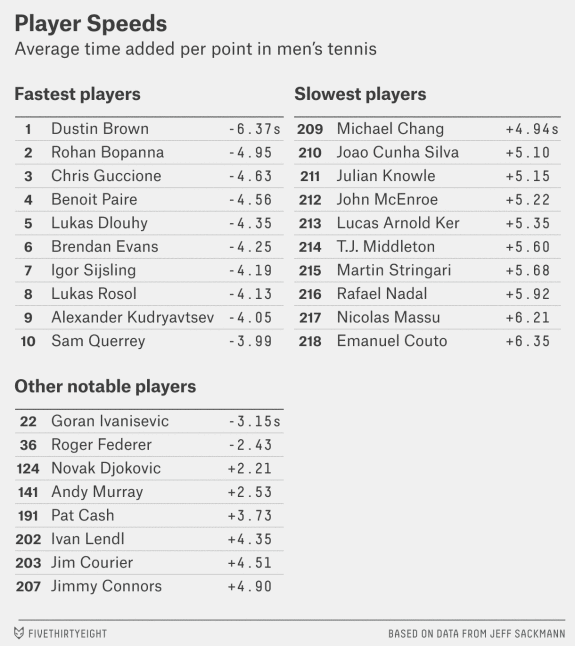 Player Speeds
Average time added per point in men's tennis
Fastest players
1 Dustin Brown -6.37s
2 Rohan Bopanna -4.95
3 Chris Guccione -4.63
4 Benoit Paire -4.56
5 Lukas Dlouhy -4.35
6 Brendan Evans -4.25
7 Igor Sijsling -4.19
8 Lukas Rosol -4.13
9 Alexander Kudryavtsev -4.05
10 Sam Querrey -3.99
Slowest players
209 Michael Chang +4.94s
210 Joao Cunha Silva +5.10
211 Julian Knowle +5.15
212 John McEnroe +5.22
213 Lucas Arnold Ker +5.35
214 T.J. Middleton +5.60
215 Martin Stringari +5.68
216 Rafael Nadal +5.92
217 Nicolas Massu +6.21
218 Emanuel Couto +6.35
Other notable players
22 Goran Ivanisevic -3.15s
36 Roger Federer -2.43
124 Novak Djokovic +2.21
141 Andy Murray +2.53
191 Pat Cash +3.73
202 Ivan Lendl +4.35
203 Jim Courier +4.51
207 Jimmy Connors +4.90
FIVETHIRTYEIGHT
BASED ON DATA FROM JEFF SACKMANN